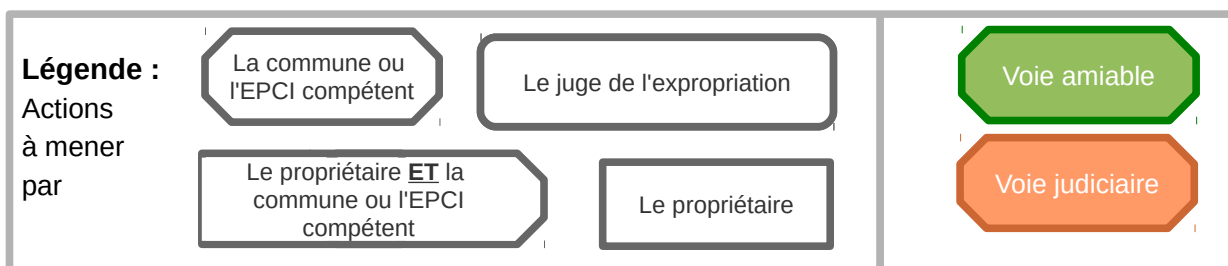 Légende :
Actions
à mener
par
La commune ou
l'EPCI compétent
Le juge de l'expropriation
Le propriétaire ET la
commune ou l'EPCI
compétent
Le propriétaire
Voie amiable
Voie judiciaire